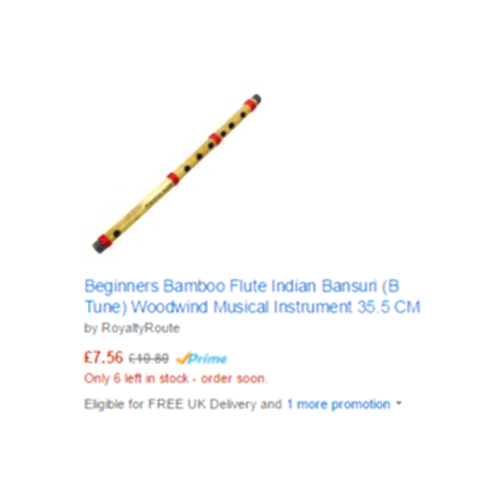 Beginners Bamboo Flute Indian Bansuri (B
Tune) Woodwind Musical Instrument 35.5 CM
by RoyaltyRoute
£7.56 £10.80 Prime
Only 6 left in stock - order soon.
Eligible for FREE UK Delivery and 1 more promotion